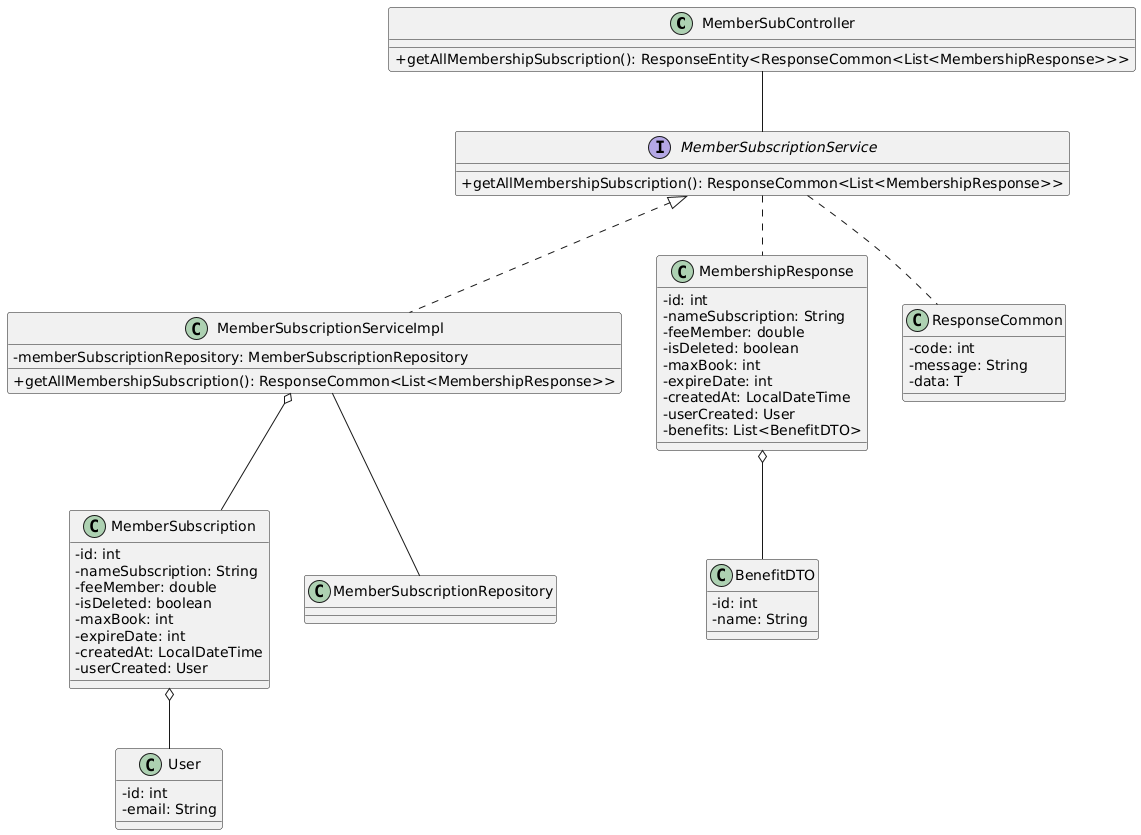 C MemberSubController
+getAllMembershipSubscription(): ResponseEntity<ResponseCommon<List<MembershipResponse>>>
I MemberSubscriptionService
+getAllMembershipSubscription(): ResponseCommon<List<MembershipResponse>>
C MemberSubscriptionServiceImpl
-memberSubscriptionRepository: MemberSubscriptionRepository
+getAllMembershipSubscription(): ResponseCommon<List<MembershipResponse>>
C MembershipResponse
-id: int
-nameSubscription: String
-feeMember: double
-isDeleted: boolean
-maxBook: int
-expireDate: int
-createdAt: LocalDateTime
-userCreated: User
-benefits: List<BenefitDTO>
C ResponseCommon
-code: int
-message: String
-data: T
C MemberSubscription
-id: int
-nameSubscription: String
-feeMember: double
-isDeleted: boolean
-maxBook: int
-expireDate: int
-createdAt: LocalDateTime
-userCreated: User
C MemberSubscriptionRepository
C BenefitDTO
-id: int
-name: String
C User
-id: int
-email: String